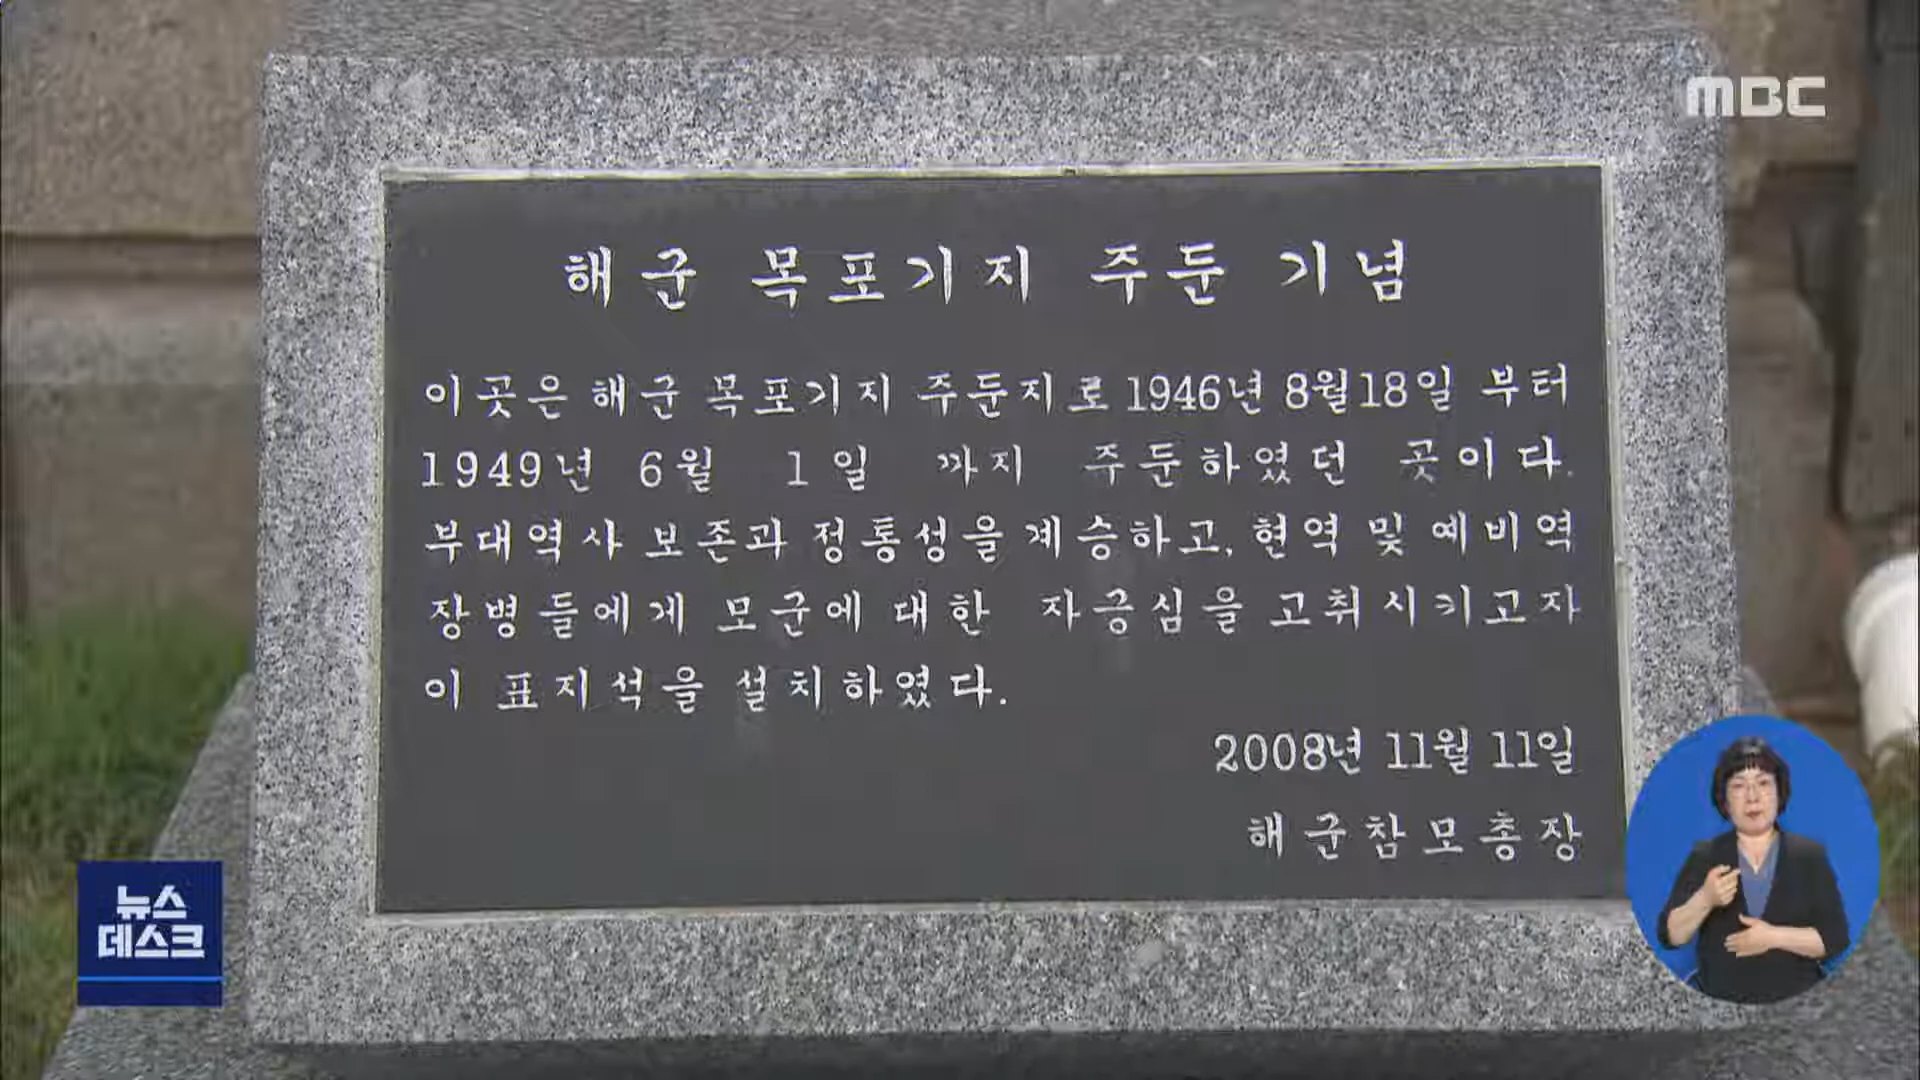 MBC
해군 목포기지 주둔 기념
이곳은 해군 목포기지 주둔지로 1946년 8월18일 부터
1949년 6월 1일 까지 주둔하였던 곳이다.
부대역사 보존과 정통성을 계승하고, 현역 및 예비역
장병들에게 모군에 대한 자긍심을 고취시키고자
이 표지석을 설치하였다.
2008년 11월 11일
해군참모총장
뉴스
데스크